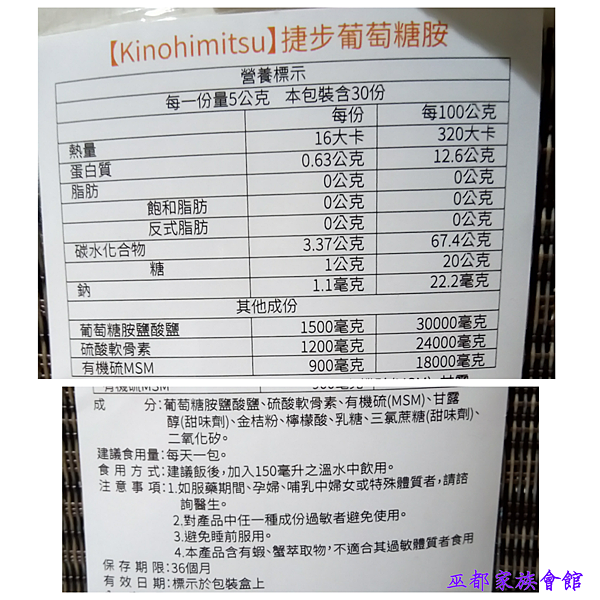 【Kinohimitsu】捷步葡萄糖胺
營養標示
每一份量5公克 本包裝含30份
每份 每100公克
熱量 16大卡 320大卡
蛋白質 0.63公克 12.6公克
脂肪 0公克 0公克
飽和脂肪 0公克 0公克
反式脂肪 0公克 0公克
碳水化合物 3.37公克 67.4公克
糖 1公克 20公克
鈉 1.1毫克 22.2毫克
其他成份
葡萄糖胺鹽酸鹽 1500毫克 30000毫克
硫酸軟骨素 1200毫克 24000毫克
有機硫MSM 900毫克 18000毫克
有機硫MSM
成 分:葡萄糖胺鹽酸鹽、硫酸軟骨素、有機硫(MSM)、甘露
醇(甜味劑)、金桔粉、檸檬酸、乳糖、三氯蔗糖(甜味劑)、
二氧化矽。
建議食用量:每天一包。
食用方式:建議飯後,加入150毫升之溫水中飲用。
注意事項:1.如服藥期間、孕婦、哺乳中婦女或特殊體質者,請諮
詢醫生。
2.對產品中任一種成份過敏者避免使用。
3.避免睡前服用。
4.本產品含有蝦、蟹萃取物,不適合其過敏體質者食用
保存期限:36個月
有效日期:標示於包裝盒上
巫都家族會館